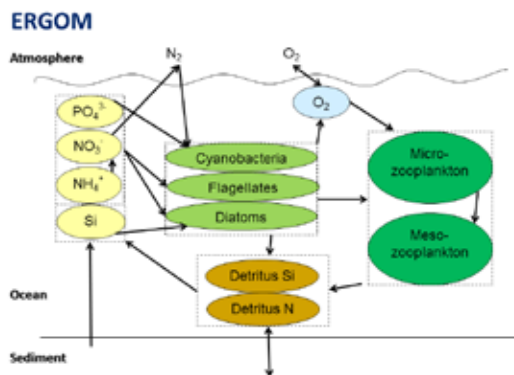 ERGOM
Atmosphere
N₂
O₂
PO₄³⁻
O₂
NO₃⁻
Cyanobacteria
Micro-
zooplankton
NH₄⁺
Flagellates
Si
Diatoms
Meso-
zooplankton
Detritus Si
Ocean
Detritus N
Sediment